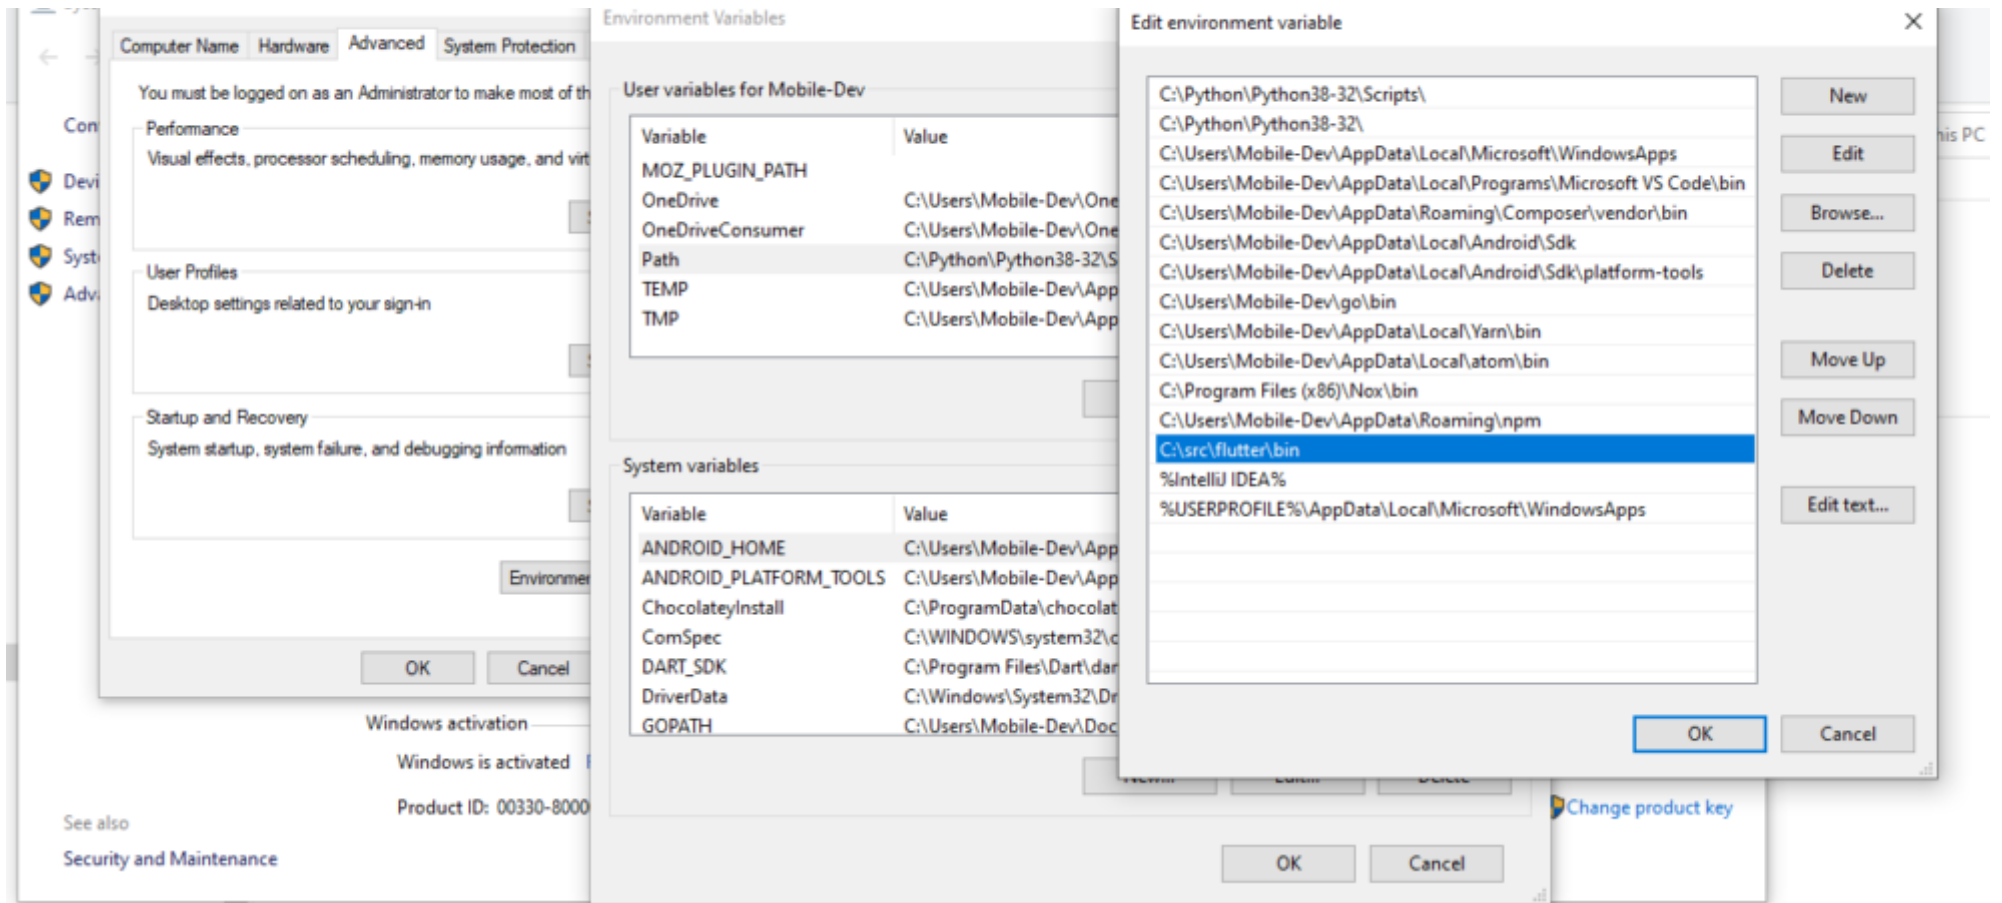 Computer Name
Hardware
Advanced
System Protection
You must be logged on as an Administrator to make most of th
Performance
Visual effects, processor scheduling, memory usage, and virt
User Profiles
Desktop settings related to your sign-in
Startup and Recovery
System startup, system failure, and debugging information
Environmen
OK
Cancel
Con
Devi
Rem
Syst
Adva
Windows activation
Windows is activated
Product ID: 00330-8000
See also
Security and Maintenance
Environment Variables
User variables for Mobile-Dev
Variable Value
MOZ_PLUGIN_PATH
OneDrive C:\Users\Mobile-Dev\One
OneDriveConsumer C:\Users\Mobile-Dev\One
Path C:\Python\Python38-32\S
TEMP C:\Users\Mobile-Dev\App
TMP C:\Users\Mobile-Dev\App
System variables
Variable Value
ANDROID_HOME C:\Users\Mobile-Dev\App
ANDROID_PLATFORM_TOOLS C:\Users\Mobile-Dev\App
ChocolateyInstall C:\ProgramData\chocolat
ComSpec C:\WINDOWS\system32\c
DART_SDK C:\Program Files\Dart\dar
DriverData C:\Windows\System32\Dr
GOPATH C:\Users\Mobile-Dev\Doc
New... Edit... Delete
OK
Cancel
Edit environment variable
C:\Python\Python38-32\Scripts\
C:\Python\Python38-32\
C:\Users\Mobile-Dev\AppData\Local\Microsoft\WindowsApps
C:\Users\Mobile-Dev\AppData\Local\Programs\Microsoft VS Code\bin
C:\Users\Mobile-Dev\AppData\Roaming\Composer\vendor\bin
C:\Users\Mobile-Dev\AppData\Local\Android\Sdk
C:\Users\Mobile-Dev\AppData\Local\Android\Sdk\platform-tools
C:\Users\Mobile-Dev\go\bin
C:\Users\Mobile-Dev\AppData\Local\Yarn\bin
C:\Users\Mobile-Dev\AppData\Local\atom\bin
C:\Program Files (x86)\Nox\bin
C:\Users\Mobile-Dev\AppData\Roaming\npm
C:\src\flutter\bin
%IntelliJ IDEA%
%USERPROFILE%\AppData\Local\Microsoft\WindowsApps
New
Edit
Browse...
Delete
Move Up
Move Down
Edit text...
OK
Cancel
his PC
Change product key